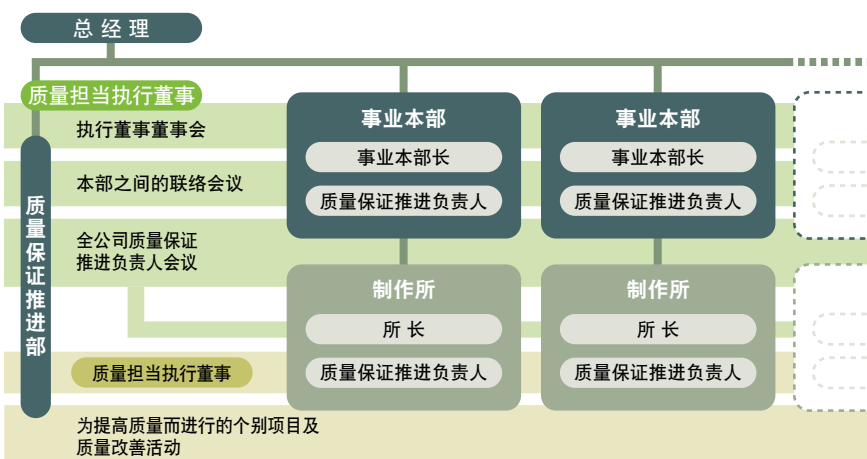 总经理
质量担当执行董事
执行董事董事会
本部之间的联络会议
全公司质量保证
推进负责人会议
质量保证推进部
质量担当执行董事
为提高质量而进行的个别项目及
质量改善活动
事业本部
事业本部长
质量保证推进负责人
制作所
所长
质量保证推进负责人
事业本部
事业本部长
质量保证推进负责人
制作所
所长
质量保证推进负责人